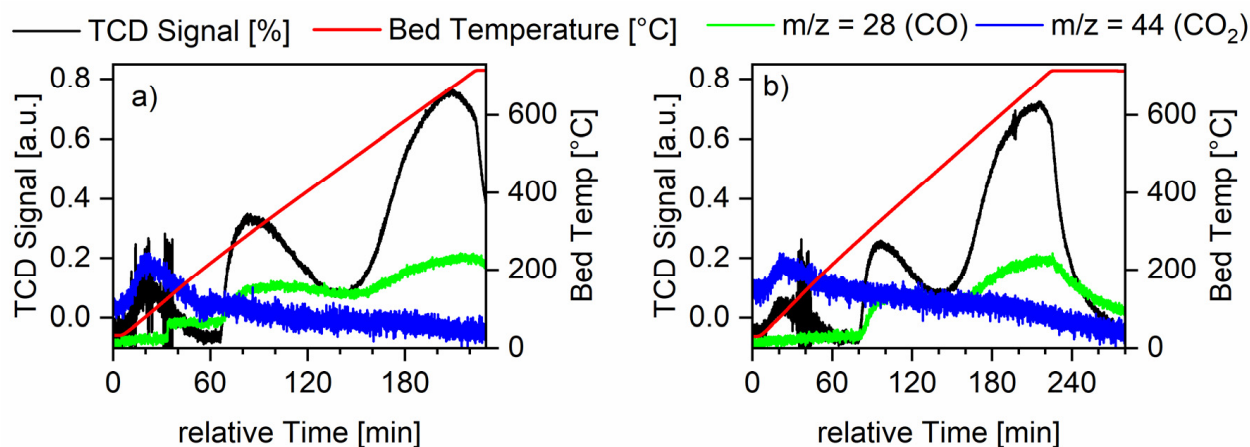 TCD Signal [%] Bed Temperature [°C] m/z = 28 (CO) m/z = 44 (CO₂)
a)
TCD Signal [a.u.]
0.8
0.6
0.4
0.2
0.0
0 60 120 180
relative Time [min]
600
400
200
0
Bed Temp [°C]
b)
TCD Signal [a.u.]
0.8
0.6
0.4
0.2
0.0
0 60 120 180 240
relative Time [min]
600
400
200
0
Bed Temp [°C]